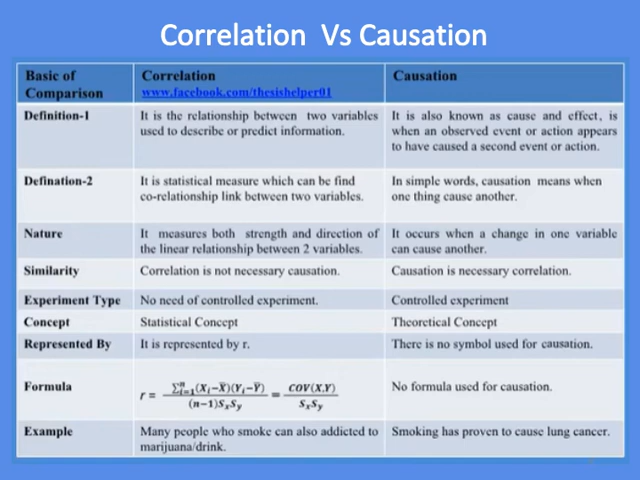 Correlation Vs Causation
Basic of Comparison Correlation www.facebook.com/thesishelper01 Causation
Definition-1 It is the relationship between two variables used to describe or predict information. It is also known as cause and effect, is when an observed event or action appears to have caused a second event or action.
Defination-2 It is statistical measure which can be find co-relationship link between two variables. In simple words, causation means when one thing cause another.
Nature It measures both strength and direction of the linear relationship between 2 variables. It occurs when a change in one variable can cause another.
Similarity Correlation is not necessary causation. Causation is necessary correlation.
Experiment Type No need of controlled experiment. Controlled experiment
Concept Statistical Concept Theoretical Concept
Represented By It is represented by r. There is no symbol used for causation.
Formula r = Σⁿᵢ₌₁(Xᵢ−X̄)(Yᵢ−Ȳ) / (n−1)SₓSᵧ = COV(X,Y) / SₓSᵧ No formula used for causation.
Example Many people who smoke can also addicted to marijuana/drink. Smoking has proven to cause lung cancer.